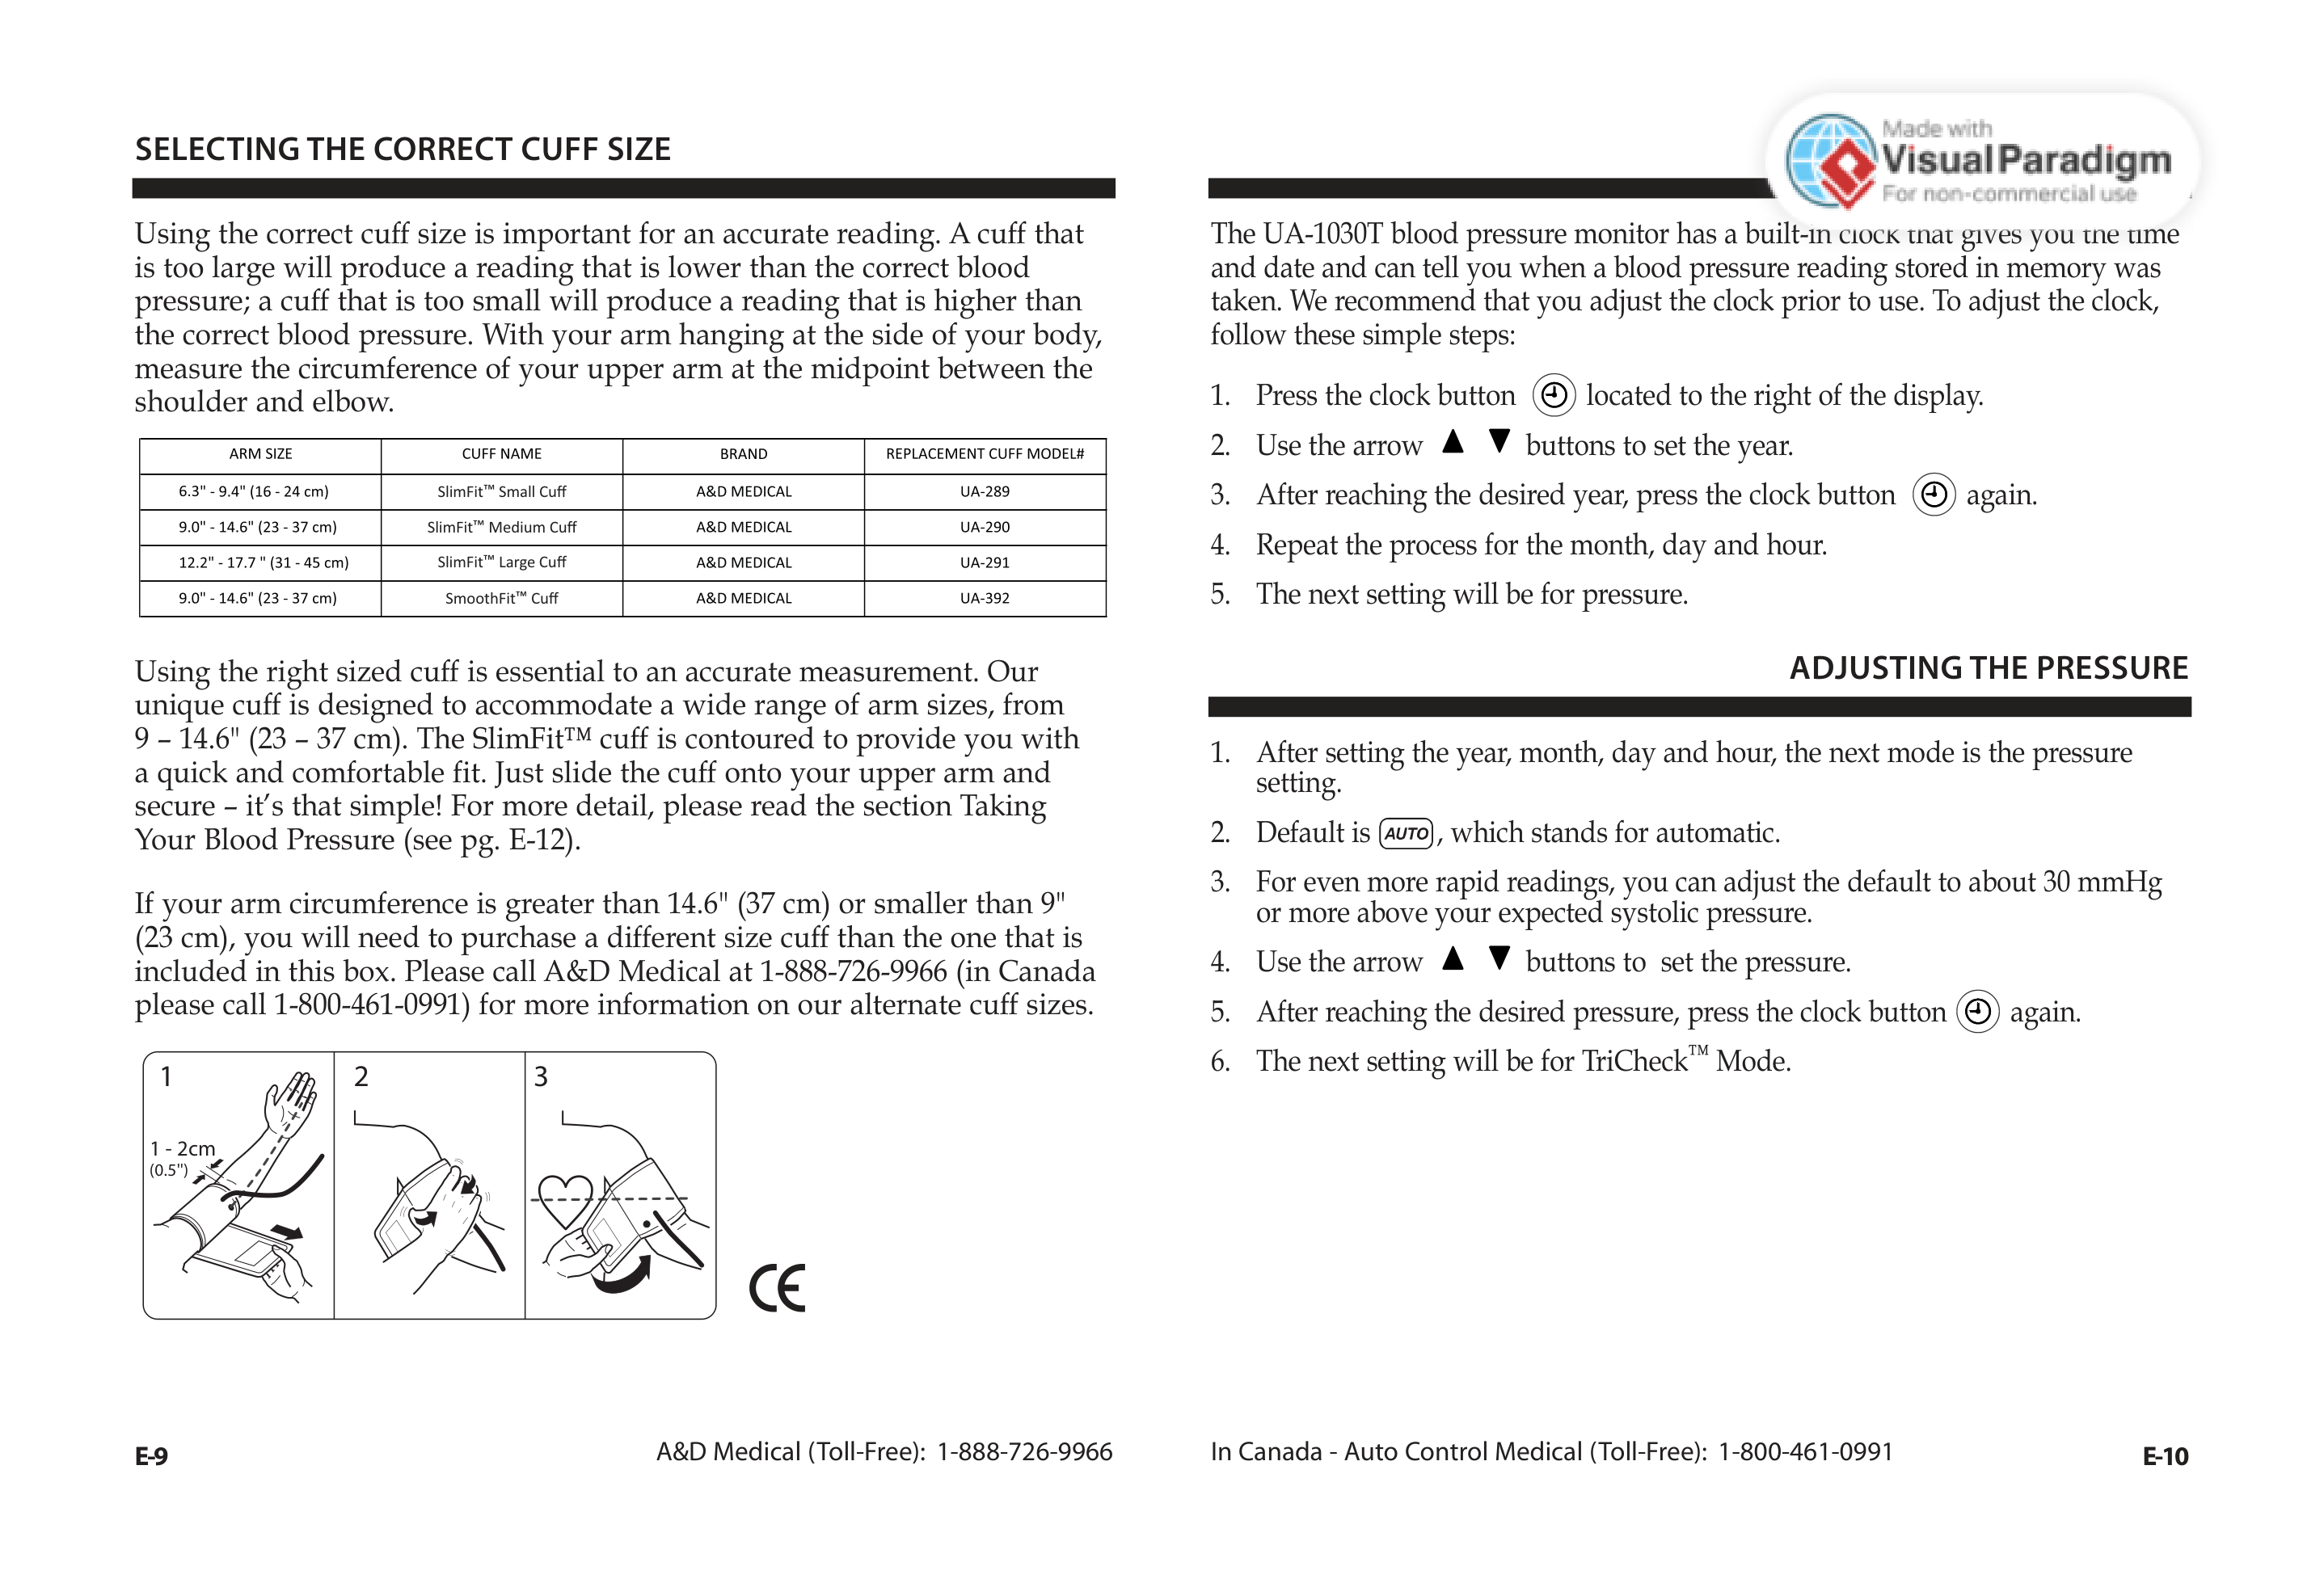 SELECTING THE CORRECT CUFF SIZE
Using the correct cuff size is important for an accurate reading. A cuff that
is too large will produce a reading that is lower than the correct blood
pressure; a cuff that is too small will produce a reading that is higher than
the correct blood pressure. With your arm hanging at the side of your body,
measure the circumference of your upper arm at the midpoint between the
shoulder and elbow.
ARM SIZE CUFF NAME BRAND REPLACEMENT CUFF MODEL#
6.3" - 9.4" (16 - 24 cm) SlimFit™ Small Cuff A&D MEDICAL UA-289
9.0" - 14.6" (23 - 37 cm) SlimFit™ Medium Cuff A&D MEDICAL UA-290
12.2" - 17.7 " (31 - 45 cm) SlimFit™ Large Cuff A&D MEDICAL UA-291
9.0" - 14.6" (23 - 37 cm) SmoothFit™ Cuff A&D MEDICAL UA-392
Using the right sized cuff is essential to an accurate measurement. Our
unique cuff is designed to accommodate a wide range of arm sizes, from
9 – 14.6" (23 – 37 cm). The SlimFit™ cuff is contoured to provide you with
a quick and comfortable fit. Just slide the cuff onto your upper arm and
secure – it’s that simple! For more detail, please read the section Taking
Your Blood Pressure (see pg. E-12).
If your arm circumference is greater than 14.6" (37 cm) or smaller than 9"
(23 cm), you will need to purchase a different size cuff than the one that is
included in this box. Please call A&D Medical at 1-888-726-9966 (in Canada
please call 1-800-461-0991) for more information on our alternate cuff sizes.
1 2 3
1 - 2cm
(0.5")
CE
E-9 A&D Medical (Toll-Free): 1-888-726-9966
Made with
Visual Paradigm
For non-commercial use
The UA-1030T blood pressure monitor has a built-in clock that gives you the time
and date and can tell you when a blood pressure reading stored in memory was
taken. We recommend that you adjust the clock prior to use. To adjust the clock,
follow these simple steps:
1. Press the clock button located to the right of the display.
2. Use the arrow ▲ ▼ buttons to set the year.
3. After reaching the desired year, press the clock button again.
4. Repeat the process for the month, day and hour.
5. The next setting will be for pressure.
ADJUSTING THE PRESSURE
1. After setting the year, month, day and hour, the next mode is the pressure
setting.
2. Default is AUTO, which stands for automatic.
3. For even more rapid readings, you can adjust the default to about 30 mmHg
or more above your expected systolic pressure.
4. Use the arrow ▲ ▼ buttons to set the pressure.
5. After reaching the desired pressure, press the clock button again.
6. The next setting will be for TriCheck™ Mode.
In Canada - Auto Control Medical (Toll-Free): 1-800-461-0991 E-10